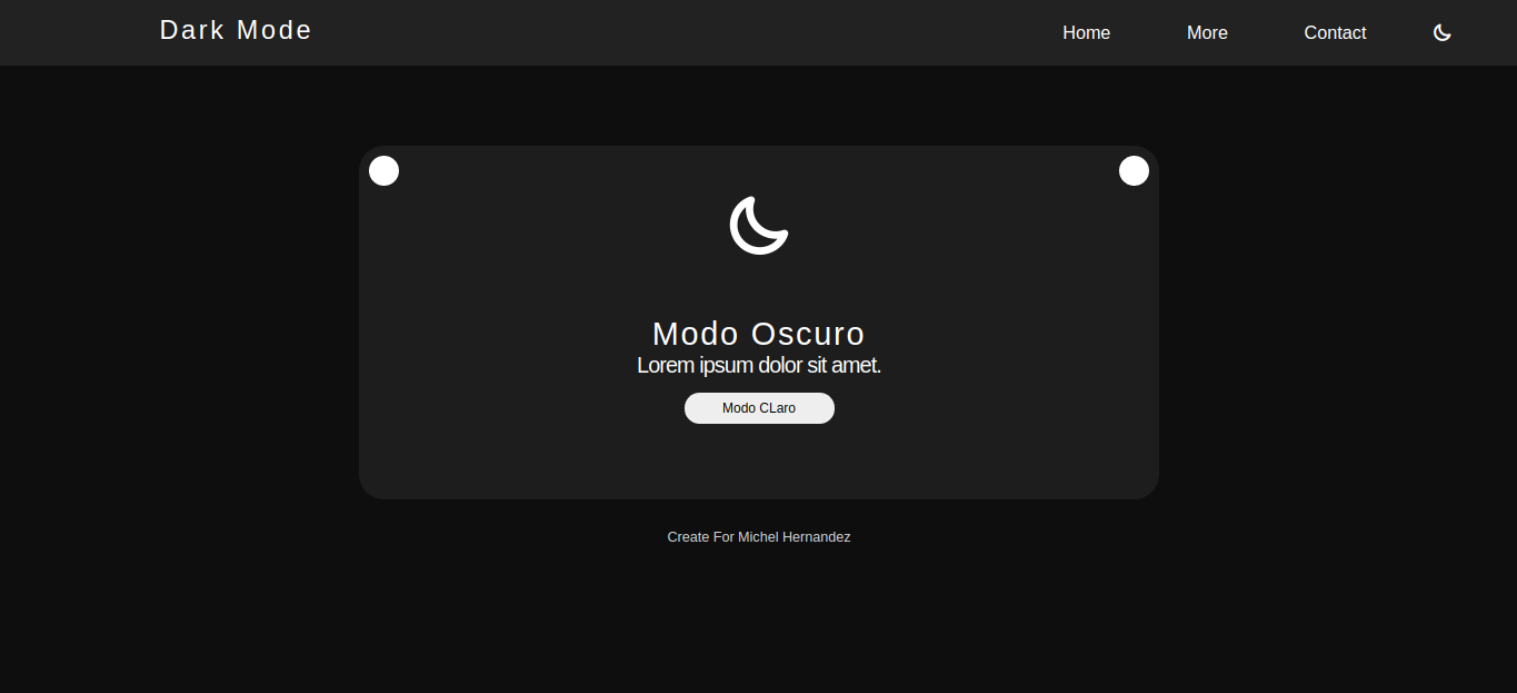 Dark Mode
Home More Contact
Modo Oscuro
Lorem ipsum dolor sit amet.
Modo CLaro
Create For Michel Hernandez